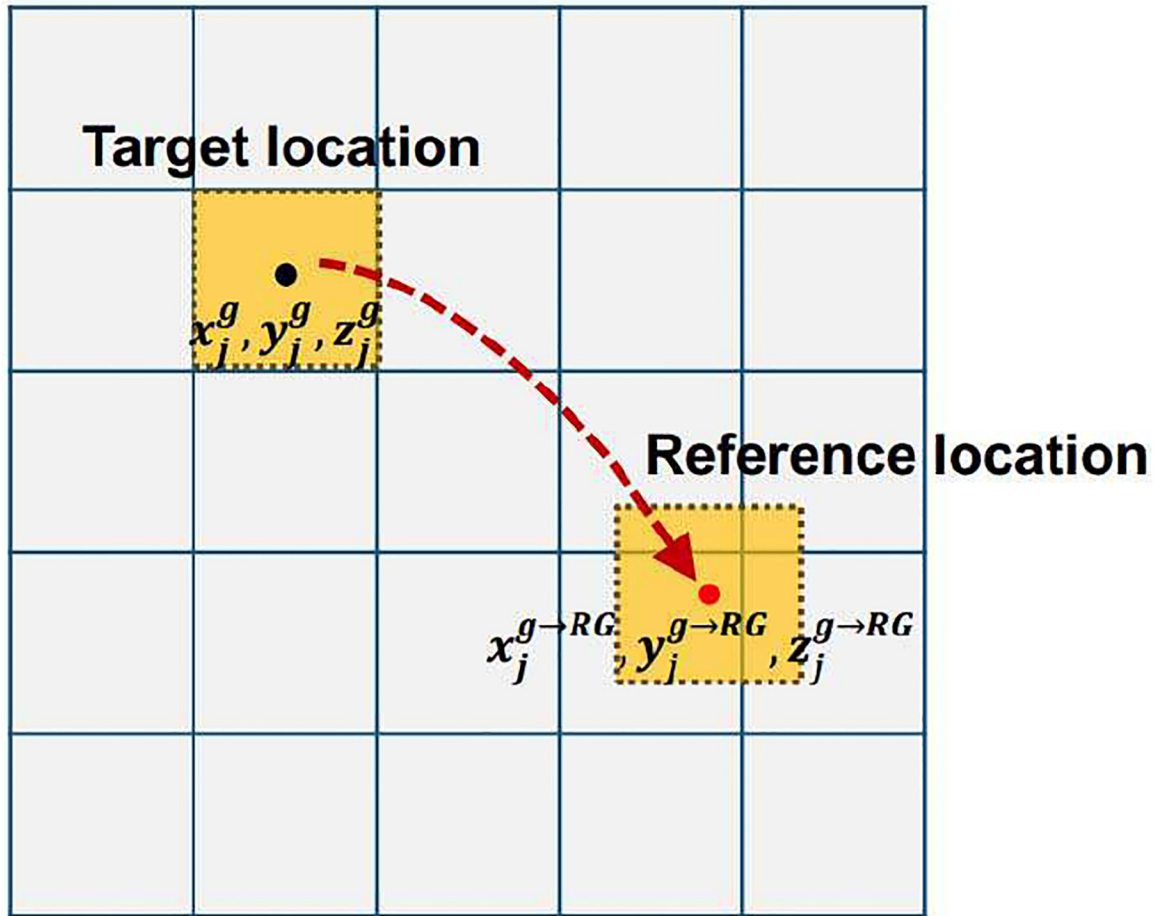 Target location
x_j^g, y_j^g, z_j^g
Reference location
x_j^{g→RG}, y_j^{g→RG}, z_j^{g→RG}